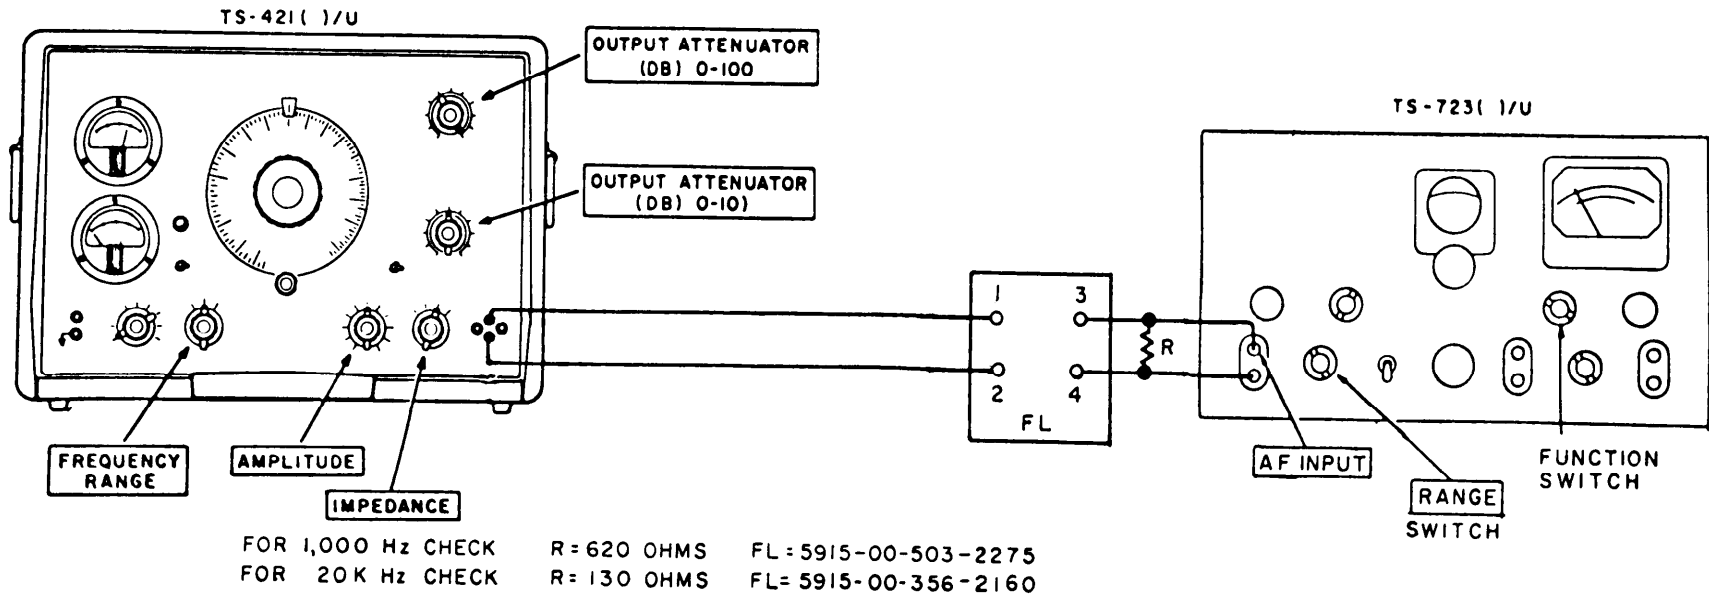 TS-421( )/U
OUTPUT ATTENUATOR
(DB) 0-100
TS-723( )/U
OUTPUT ATTENUATOR
(DB) 0-10)
1 3
R
2 4
FL
FREQUENCY
RANGE
AMPLITUDE
IMPEDANCE
AF INPUT
RANGE
SWITCH
FUNCTION
SWITCH
FOR 1,000 Hz CHECK R=620 OHMS FL=5915-00-503-2275
FOR 20K Hz CHECK R=130 OHMS FL=5915-00-356-2160